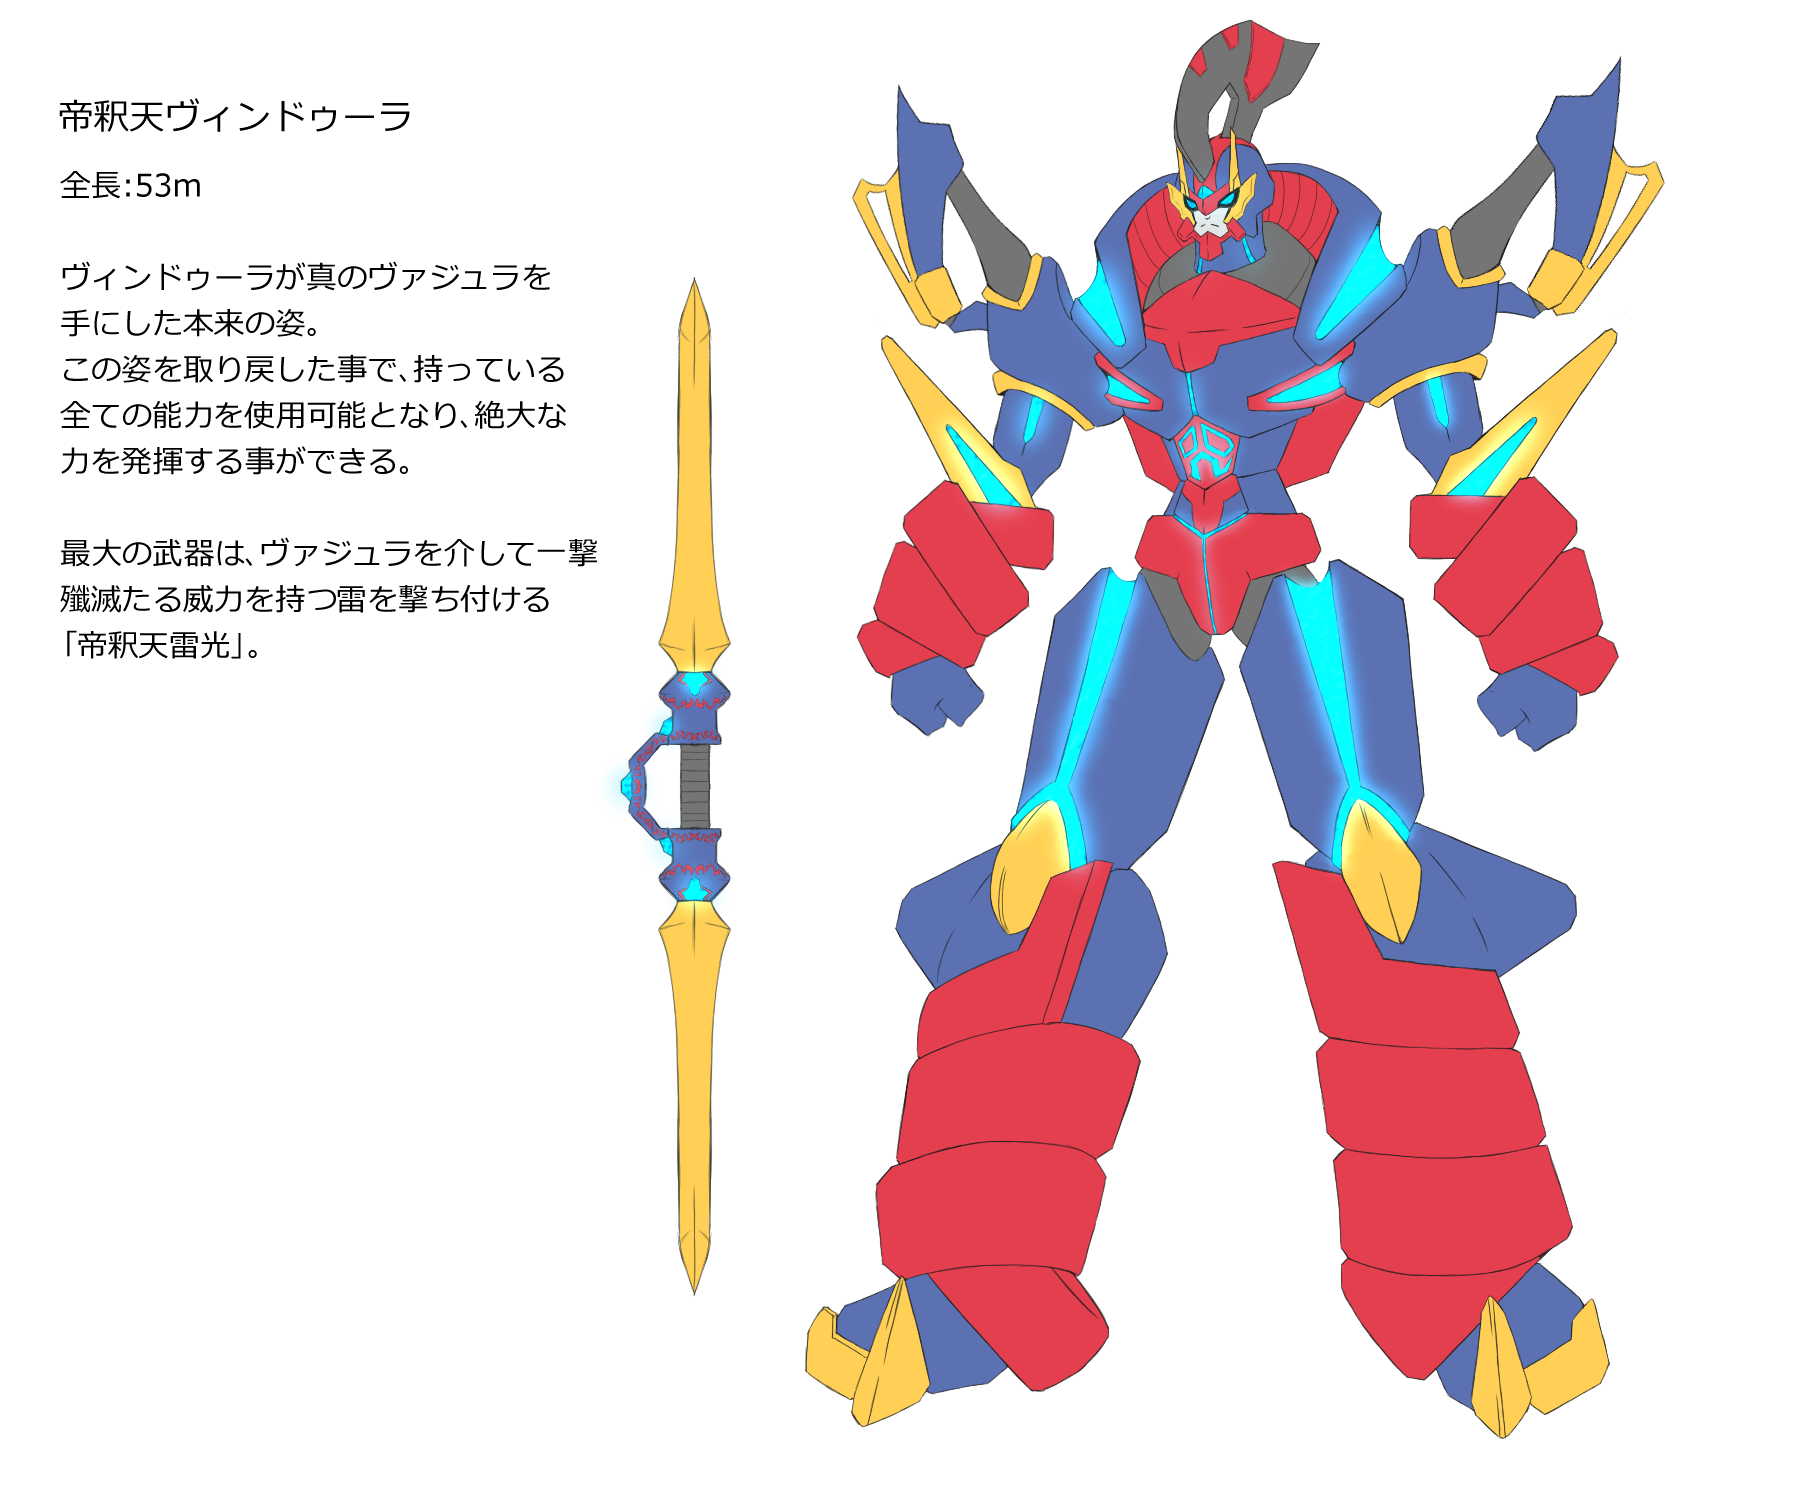 帝釈天ヴィンドゥーラ
全長:53m
ヴィンドゥーラが真のヴァジュラを
手にした本来の姿。
この姿を取り戻した事で、持っている
全ての能力を使用可能となり、絶大な
力を発揮する事ができる。
最大の武器は、ヴァジュラを介して一撃
殲滅たる威力を持つ雷を撃ち付ける
「帝釈天雷光」。